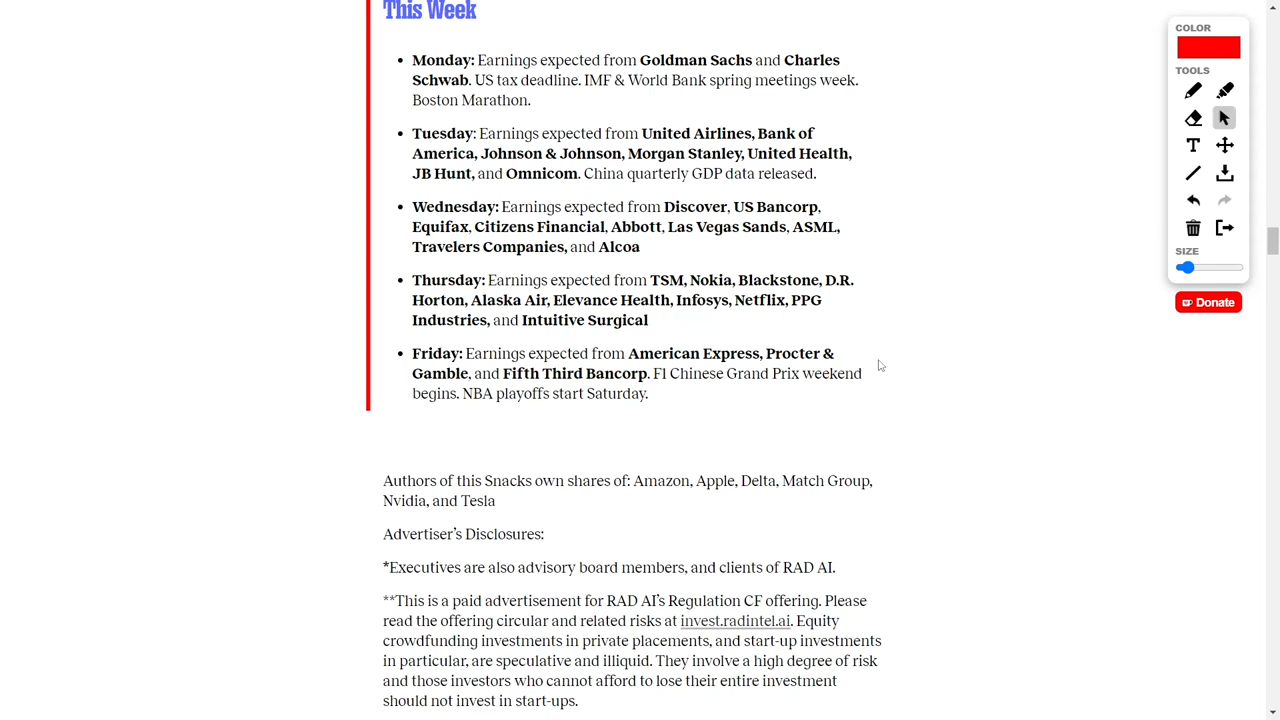 This Week
Monday: Earnings expected from Goldman Sachs and Charles
Schwab. US tax deadline. IMF & World Bank spring meetings week.
Boston Marathon.
Tuesday: Earnings expected from United Airlines, Bank of
America, Johnson & Johnson, Morgan Stanley, United Health,
JB Hunt, and Omnicom. China quarterly GDP data released.
Wednesday: Earnings expected from Discover, US Bancorp,
Equifax, Citizens Financial, Abbott, Las Vegas Sands, ASML,
Travelers Companies, and Alcoa
Thursday: Earnings expected from TSM, Nokia, Blackstone, D.R.
Horton, Alaska Air, Elevance Health, Infosys, Netflix, PPG
Industries, and Intuitive Surgical
Friday: Earnings expected from American Express, Procter &
Gamble, and Fifth Third Bancorp. F1 Chinese Grand Prix weekend
begins. NBA playoffs start Saturday.
Authors of this Snacks own shares of: Amazon, Apple, Delta, Match Group,
Nvidia, and Tesla
Advertiser's Disclosures:
*Executives are also advisory board members, and clients of RAD AI.
**This is a paid advertisement for RAD AI's Regulation CF offering. Please
read the offering circular and related risks at invest.radintel.ai. Equity
crowdfunding investments in private placements, and start-up investments
in particular, are speculative and illiquid. They involve a high degree of risk
and those investors who cannot afford to lose their entire investment
should not invest in start-ups.
COLOR
TOOLS
T
SIZE
Donate